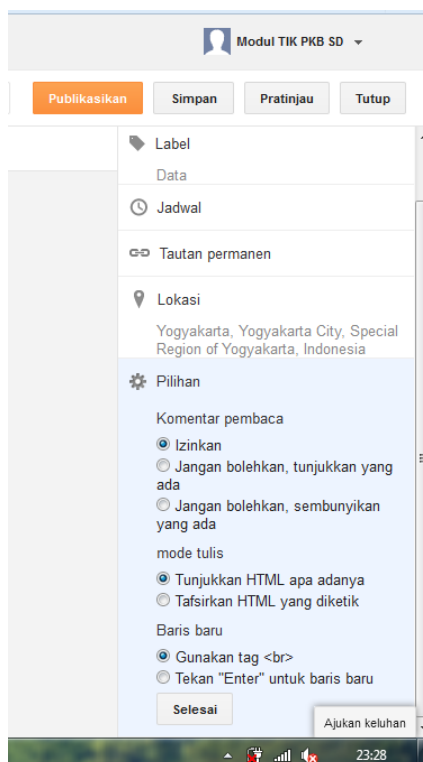 Modul TIK PKB SD
Publikasikan
Simpan
Pratinjau
Tutup
Label
Data
Jadwal
Tautan permanen
Lokasi
Yogyakarta, Yogyakarta City, Special
Region of Yogyakarta, Indonesia
Pilihan
Komentar pembaca
Izinkan
Jangan bolehkan, tunjukkan yang
ada
Jangan bolehkan, sembunyikan
yang ada
mode tulis
Tunjukkan HTML apa adanya
Tafsirkan HTML yang diketik
Baris baru
Gunakan tag <br>
Tekan "Enter" untuk baris baru
Selesai
Ajukan keluhan
23:28